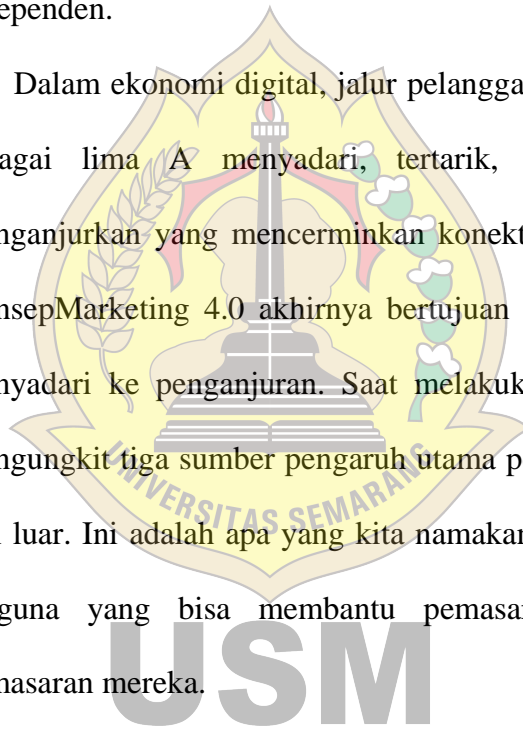 ependen.
Dalam ekonomi digital, jalur pelangga
agai lima A menyadari, tertarik,
nganjurkan yang mencerminkan konekt
nsepMarketing 4.0 akhirnya bertujuan
nyadari ke penganjuran. Saat melakuk
ngungkit tiga sumber pengaruh utama p
luar. Ini adalah apa yang kita namakan
guna yang bisa membantu pemasar
masaran mereka.
UNIVERSITAS SEMARANG
USM